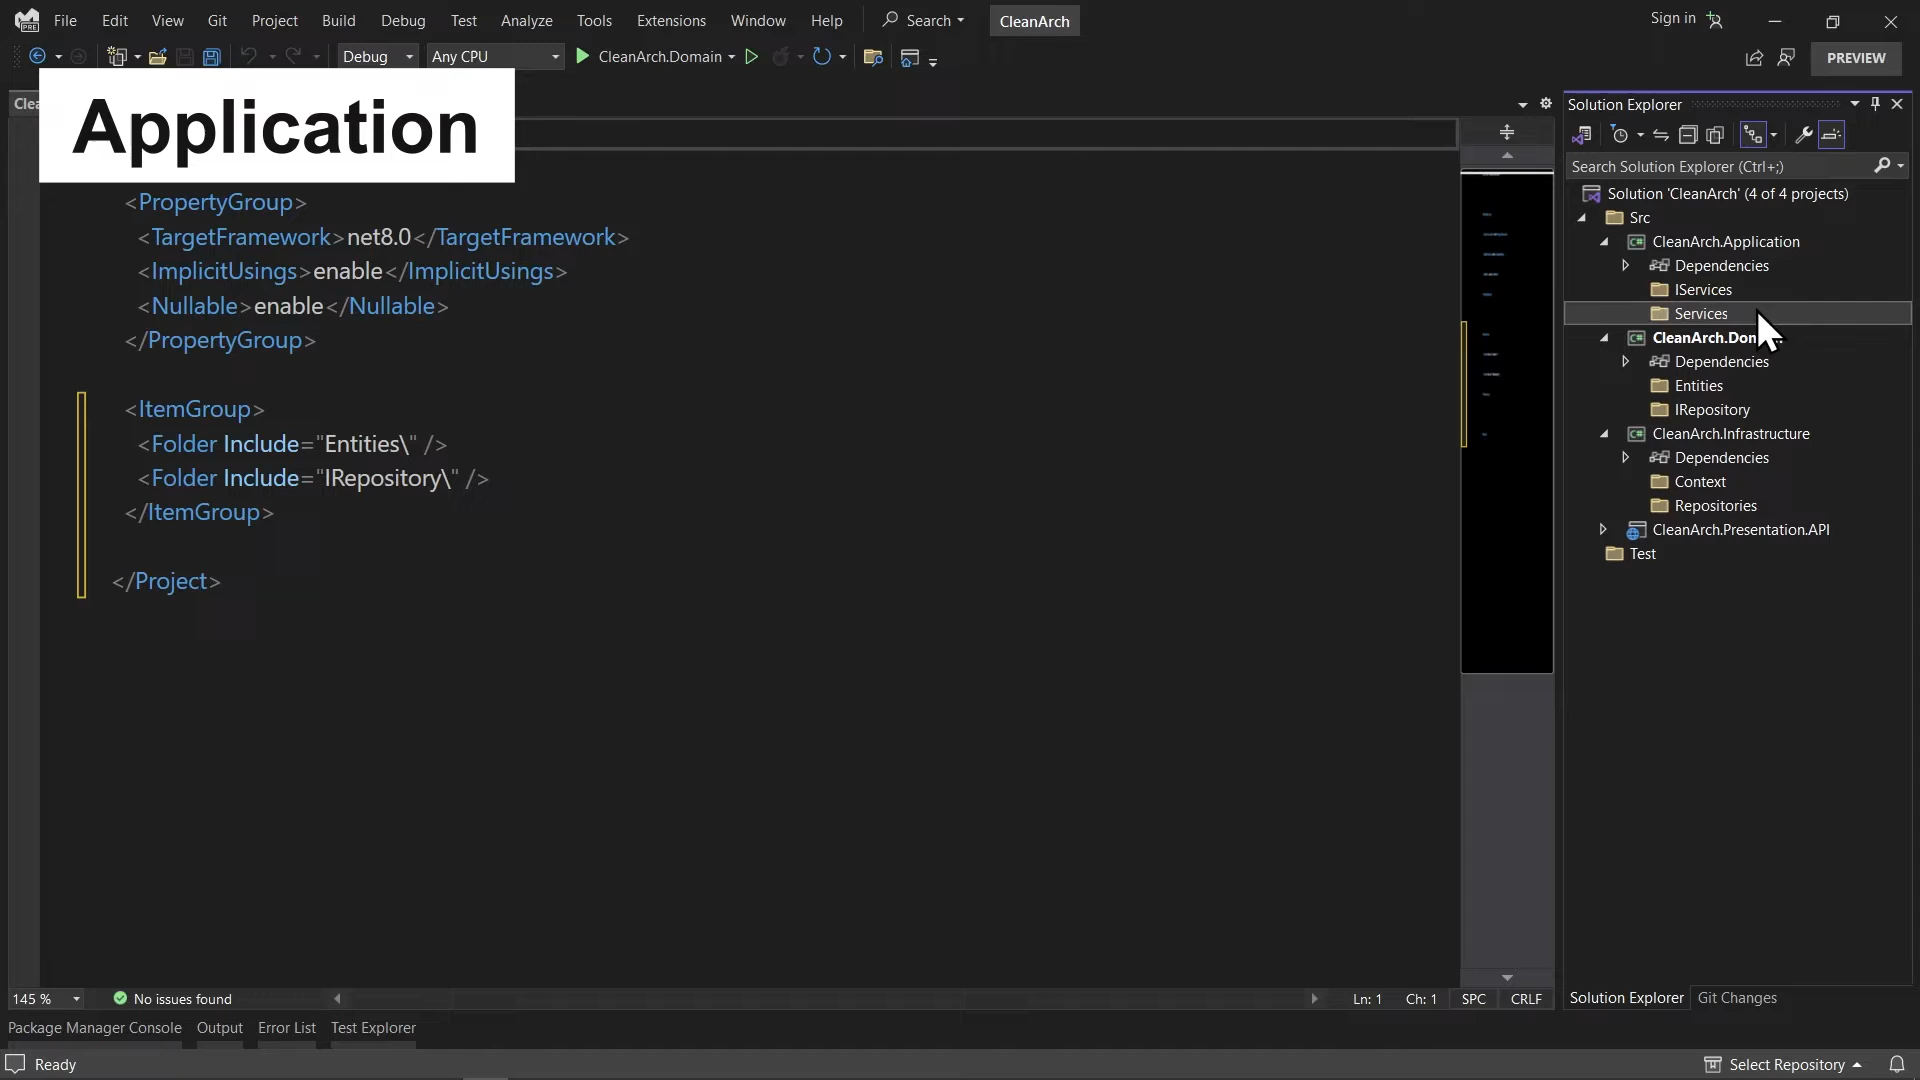 PRE
File Edit View Git Project Build Debug Test Analyze Tools Extensions Window Help Search CleanArch Sign in
Debug Any CPU CleanArch.Domain PREVIEW
Application
<PropertyGroup>
<TargetFramework>net8.0</TargetFramework>
<ImplicitUsings>enable</ImplicitUsings>
<Nullable>enable</Nullable>
</PropertyGroup>
<ItemGroup>
<Folder Include="Entities\" />
<Folder Include="IRepository\" />
</ItemGroup>
</Project>
Solution Explorer
Search Solution Explorer (Ctrl+;)
Solution 'CleanArch' (4 of 4 projects)
Src
C# CleanArch.Application
Dependencies
IServices
Services
C# CleanArch.Do
Dependencies
Entities
IRepository
C# CleanArch.Infrastructure
Dependencies
Context
Repositories
CleanArch.Presentation.API
Test
145 % No issues found Ln: 1 Ch: 1 SPC CRLF
Solution Explorer Git Changes
Package Manager Console Output Error List Test Explorer
Ready Select Repository